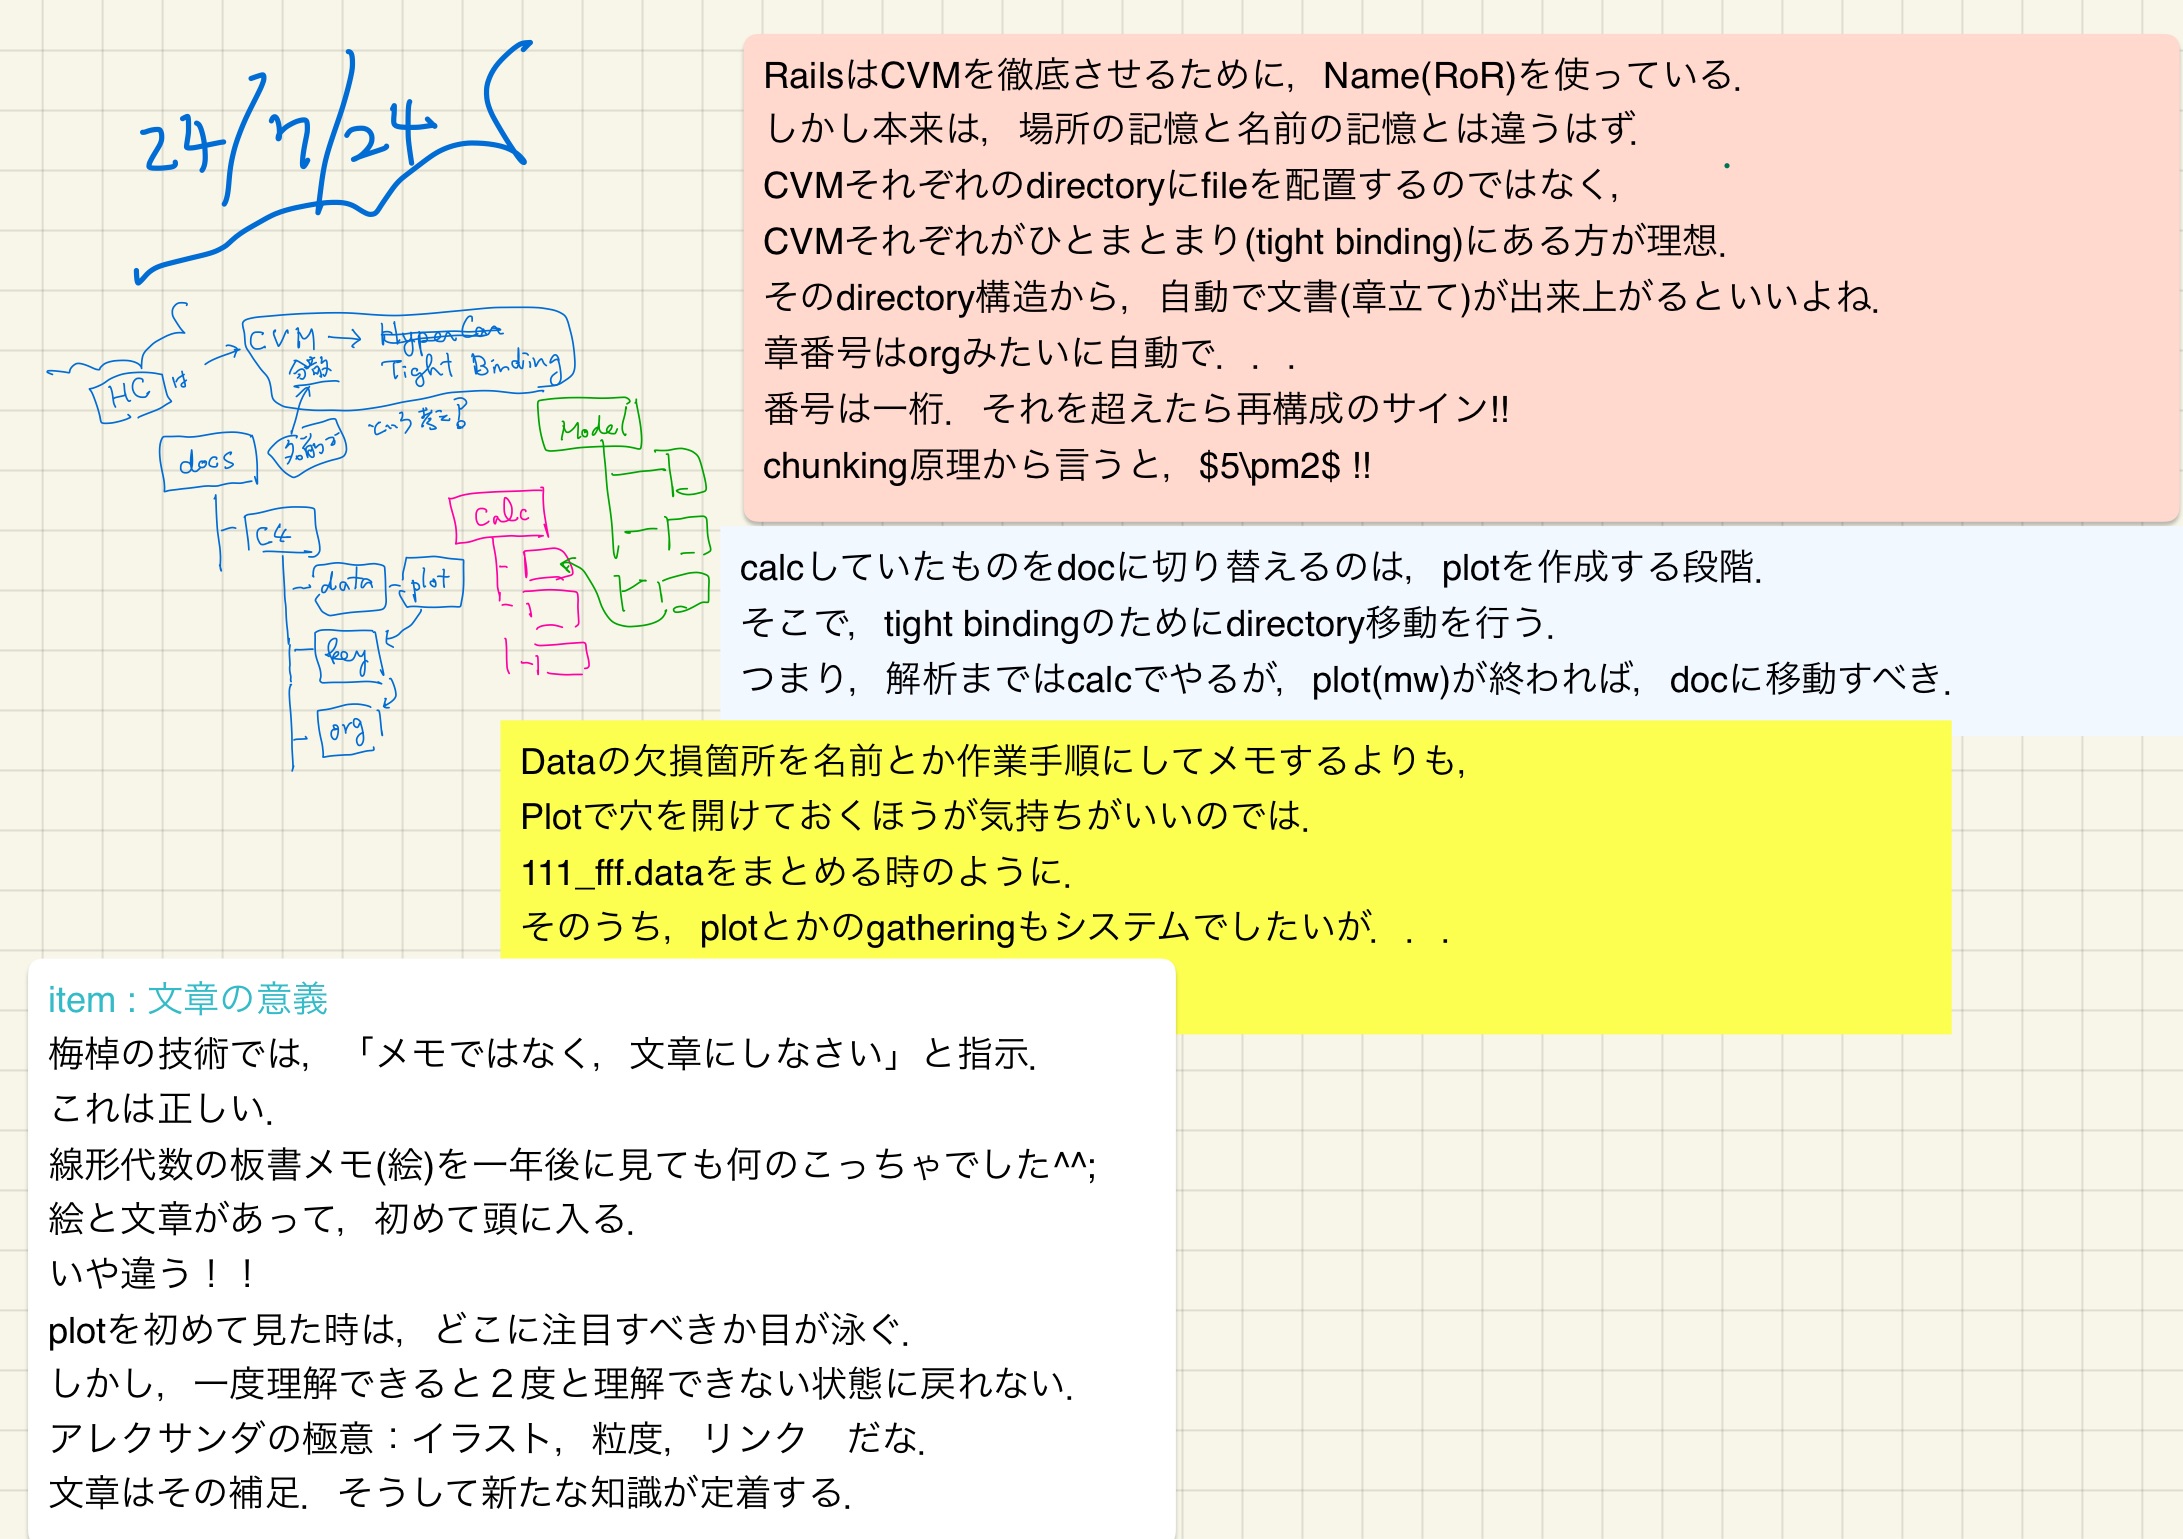 24/7/24
HCは
CVM → HyperCan
分散 Tight Binding
名前で
という考え
docs
C4
data
plot
key
org
Calc
Model
RailsはCVMを徹底させるために，Name(RoR)を使っている．
しかし本来は，場所の記憶と名前の記憶とは違うはず．
CVMそれぞれのdirectoryにfileを配置するのではなく，
CVMそれぞれがひとまとまり(tight binding)にある方が理想．
そのdirectory構造から，自動で文書(章立て)が出来上がるといいよね．
章番号はorgみたいに自動で．．．
番号は一桁．それを超えたら再構成のサイン!!
chunking原理から言うと，$5\pm2$ !!
calcしていたものをdocに切り替えるのは，plotを作成する段階．
そこで，tight bindingのためにdirectory移動を行う．
つまり，解析まではcalcでやるが，plot(mw)が終われば，docに移動すべき．
Dataの欠損箇所を名前とか作業手順にしてメモするよりも，
Plotで穴を開けておくほうが気持ちがいいのでは．
111_fff.dataをまとめる時のように．
そのうち，plotとかのgatheringもシステムでしたいが．．．
item : 文章の意義
梅棹の技術では，「メモではなく，文章にしなさい」と指示．
これは正しい．
線形代数の板書メモ(絵)を一年後に見ても何のこっちゃでした^^;
絵と文章があって，初めて頭に入る．
いや違う！！
plotを初めて見た時は，どこに注目すべきか目が泳ぐ．
しかし，一度理解できると２度と理解できない状態に戻れない．
アレクサンダの極意：イラスト，粒度，リンク　だな．
文章はその補足．そうして新たな知識が定着する．